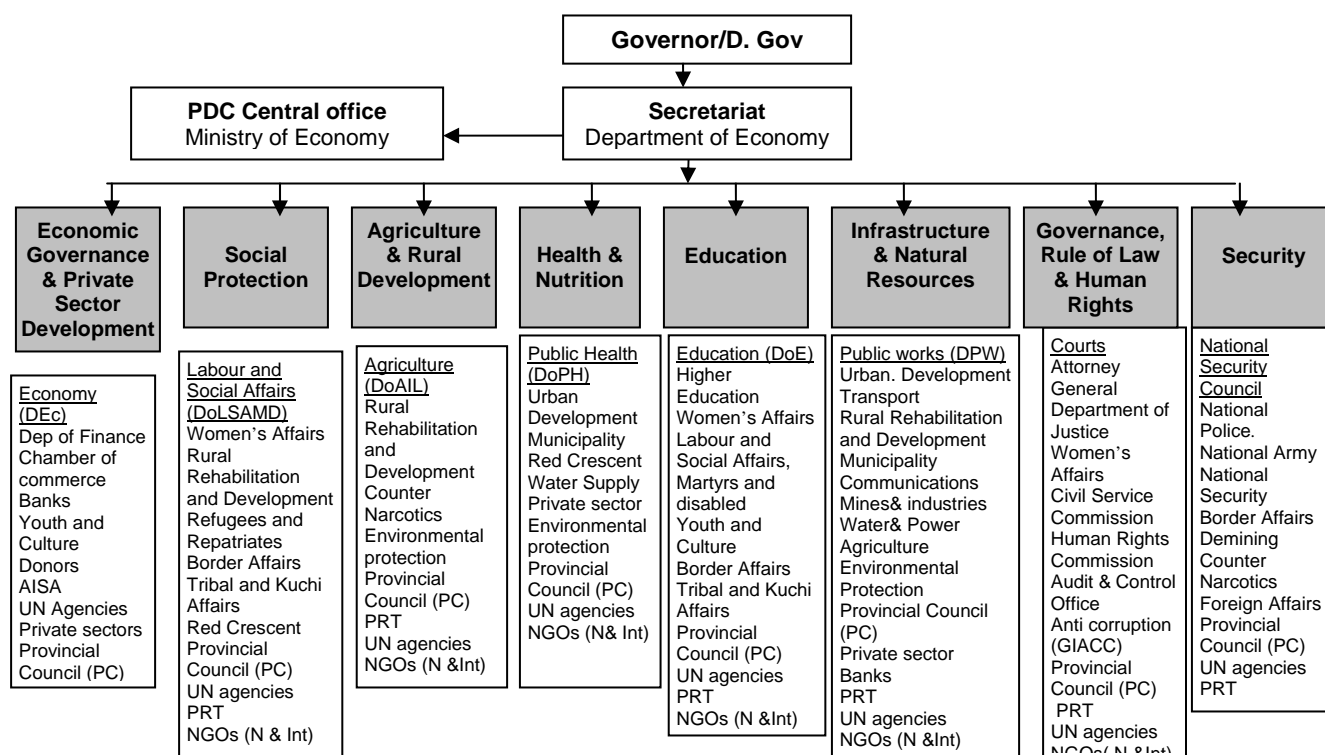 Governor/D. Gov
PDC Central office
Ministry of Economy
Secretariat
Department of Economy
Economic
Governance
& Private
Sector
Development
Social
Protection
Agriculture
& Rural
Development
Health &
Nutrition
Education
Infrastructure
& Natural
Resources
Governance,
Rule of Law
& Human
Rights
Security
Economy
(DEc)
Dep of Finance
Chamber of
commerce
Banks
Youth and
Culture
Donors
AISA
UN Agencies
Private sectors
Provincial
Council (PC)
Labour and
Social Affairs
(DoLSAMD)
Women's Affairs
Rural
Rehabilitation
and Development
Refugees and
Repatriates
Border Affairs
Tribal and Kuchi
Affairs
Red Crescent
Provincial
Council (PC)
UN agencies
PRT
NGOs (N & Int)
Agriculture
(DoAIL)
Rural
Rehabilitation
and
Development
Counter
Narcotics
Environmental
protection
Provincial
Council (PC)
PRT
UN agencies
NGOs (N &Int)
Public Health
(DoPH)
Urban
Development
Municipality
Red Crescent
Water Supply
Private sector
Environmental
protection
Provincial
Council (PC)
UN agencies
NGOs (N& Int)
Education (DoE)
Higher
Education
Women's Affairs
Labour and
Social Affairs,
Martyrs and
disabled
Youth and
Culture
Border Affairs
Tribal and Kuchi
Affairs
Provincial
Council (PC)
UN agencies
PRT
NGOs (N &Int)
Public works (DPW)
Urban. Development
Transport
Rural Rehabilitation
and Development
Municipality
Communications
Mines& industries
Water& Power
Agriculture
Environmental
Protection
Provincial Council
(PC)
Private sector
Banks
PRT
UN agencies
NGOs (N &Int)
Courts
Attorney
General
Department of
Justice
Women's
Affairs
Civil Service
Commission
Human Rights
Commission
Audit & Control
Office
Anti corruption
(GIACC)
Provincial
Council (PC)
PRT
UN agencies
NGOs( N &Int)
National
Security
Council
National
Police.
National Army
National
Security
Border Affairs
Demining
Counter
Narcotics
Foreign Affairs
Provincial
Council (PC)
UN agencies
PRT